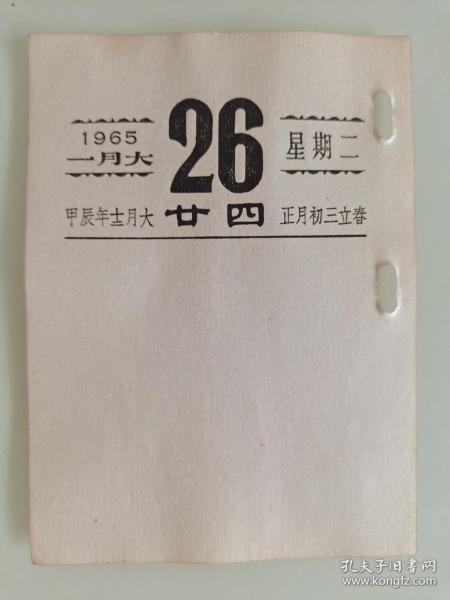 1965
一月大
26
星期二
甲辰年十二月大
廿四
正月初三立春
孔夫子旧书网
www.kongfz.com